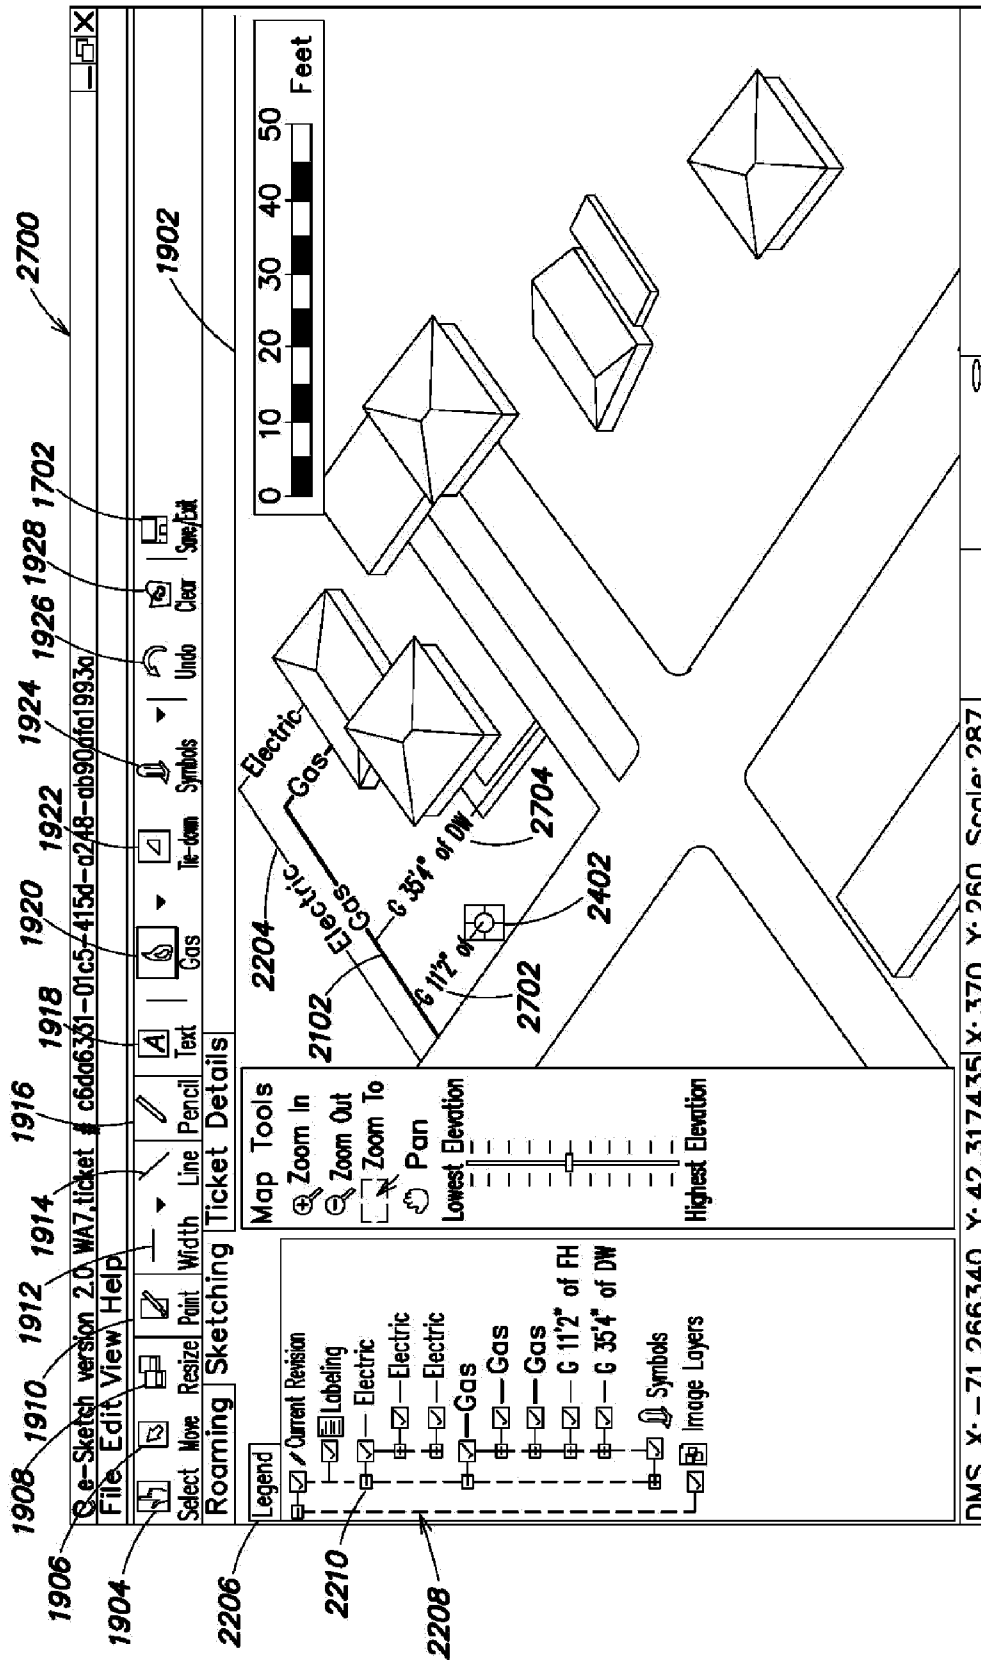 2700
1902
1908
1910
1912
1914
1916
1918
1920
1922
1924
1926
1928
1702
1906
1904
e-Sketch version 2.0 WA7,ticket # c6da6331-01c5-415d-a248-ab90afa1993a
File Edit View Help
Select Move Resize Paint Width Line Pencil Text Gas Tie-down Symbols Undo Clear Save/Exit
Roaming Sketching Ticket Details
2206
Legend
Current Revision
Labeling
Electric
Electric
Electric
Gas
Gas
Gas
G 11'2" of FH
G 35'4" of DW
Symbols
Image Layers
2210
2208
Map Tools
Zoom In
Zoom Out
Zoom To
Pan
Lowest Elevation
Highest Elevation
0 10 20 30 40 50
Feet
Electric
Gas
2204
Electric
Gas
2102
G 35'4" of DW
G 11'2" of
2704
2402
2702
DMS X: -71.266340 Y: 42.317435 X: 370 Y: 260 Scale: 287